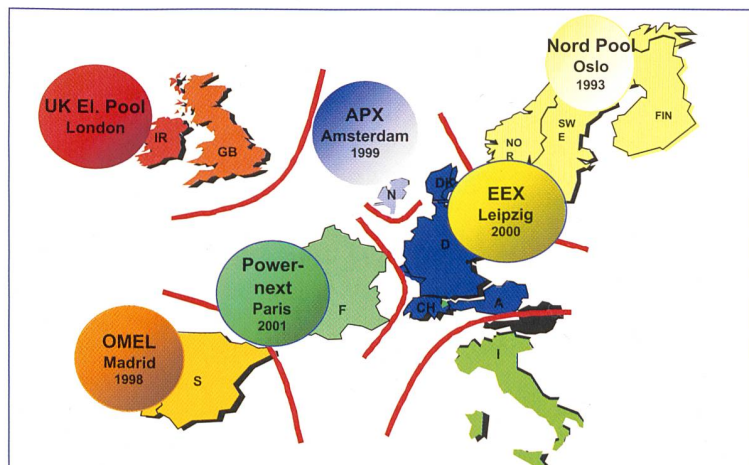 UK El. Pool
London
IR
GB
APX
Amsterdam
1999
N
Nord Pool
Oslo
1993
FIN
SW
E
NO
R
DK
EEX
Leipzig
2000
D
Power-
next
Paris
2001
F
CH
A
OMEL
Madrid
1998
S
I